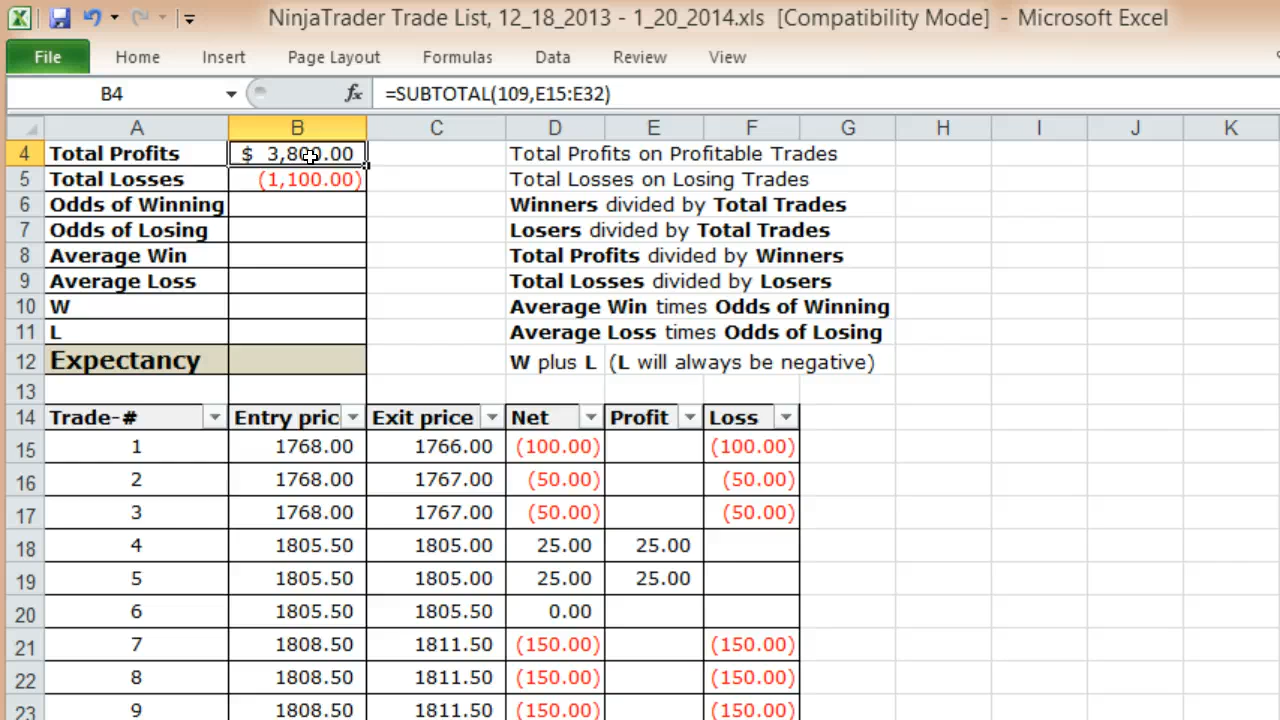 NinjaTrader Trade List, 12_18_2013 - 1_20_2014.xls [Compatibility Mode] - Microsoft Excel
File Home Insert Page Layout Formulas Data Review View
B4 fx =SUBTOTAL(109,E15:E32)
A B C D E F G H I J K
4 Total Profits $ 3,800.00 Total Profits on Profitable Trades
5 Total Losses (1,100.00) Total Losses on Losing Trades
6 Odds of Winning Winners divided by Total Trades
7 Odds of Losing Losers divided by Total Trades
8 Average Win Total Profits divided by Winners
9 Average Loss Total Losses divided by Losers
10 W Average Win times Odds of Winning
11 L Average Loss times Odds of Losing
12 Expectancy W plus L (L will always be negative)
13
14 Trade-# Entry pric Exit price Net Profit Loss
15 1 1768.00 1766.00 (100.00) (100.00)
16 2 1768.00 1767.00 (50.00) (50.00)
17 3 1768.00 1767.00 (50.00) (50.00)
18 4 1805.50 1805.00 25.00 25.00
19 5 1805.50 1805.00 25.00 25.00
20 6 1805.50 1805.50 0.00
21 7 1808.50 1811.50 (150.00) (150.00)
22 8 1808.50 1811.50 (150.00) (150.00)
23 9 1808.50 1811.50 (150.00) (150.00)